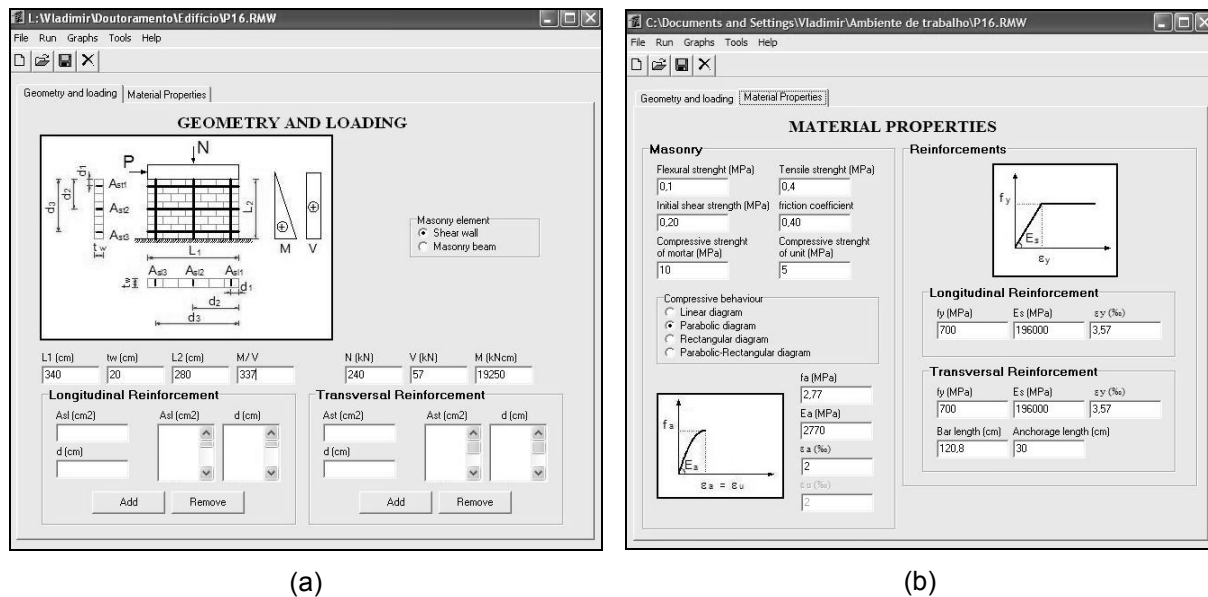 L:\Vladimir\Doutoramento\Edifício\P16.RMW
File Run Graphs Tools Help
Geometry and loading Material Properties
GEOMETRY AND LOADING
N
P
d1
d2
d3
Ast1
Ast2
Ast3
tw
L2
L1
M V
Asl3 Asl2 Asl1
tw
d1
d2
d3
Masonry element
Shear wall
Masonry beam
L1 (cm) tw (cm) L2 (cm) M/V N (kN) V (kN) M (kNcm)
340 20 280 337 240 57 19250
Longitudinal Reinforcement
Asl (cm2) Asl (cm2) d (cm)
d (cm)
Add Remove
Transversal Reinforcement
Ast (cm2) Ast (cm2) d (cm)
d (cm)
Add Remove
(a)
C:\Documents and Settings\Vladimir\Ambiente de trabalho\P16.RMW
File Run Graphs Tools Help
Geometry and loading Material Properties
MATERIAL PROPERTIES
Masonry
Flexural strenght (MPa) Tensile strenght (MPa)
0,1 0,4
Initial shear strength (MPa) friction coefficient
0,20 0,40
Compressive strenght of mortar (MPa) Compressive strenght of unit (MPa)
10 5
Compressive behaviour
Linear diagram
Parabolic diagram
Rectangular diagram
Parabolic-Rectangular diagram
fa
Ea
εa = εu
fa (MPa)
2,77
Ea (MPa)
2770
εa (‰)
2
εu (‰)
2
Reinforcements
fy
Es
εy
Longitudinal Reinforcement
fy (MPa) Es (MPa) εy (‰)
700 196000 3,57
Transversal Reinforcement
fy (MPa) Es (MPa) εy (‰)
700 196000 3,57
Bar length (cm) Anchorage length (cm)
120,8 30
(b)